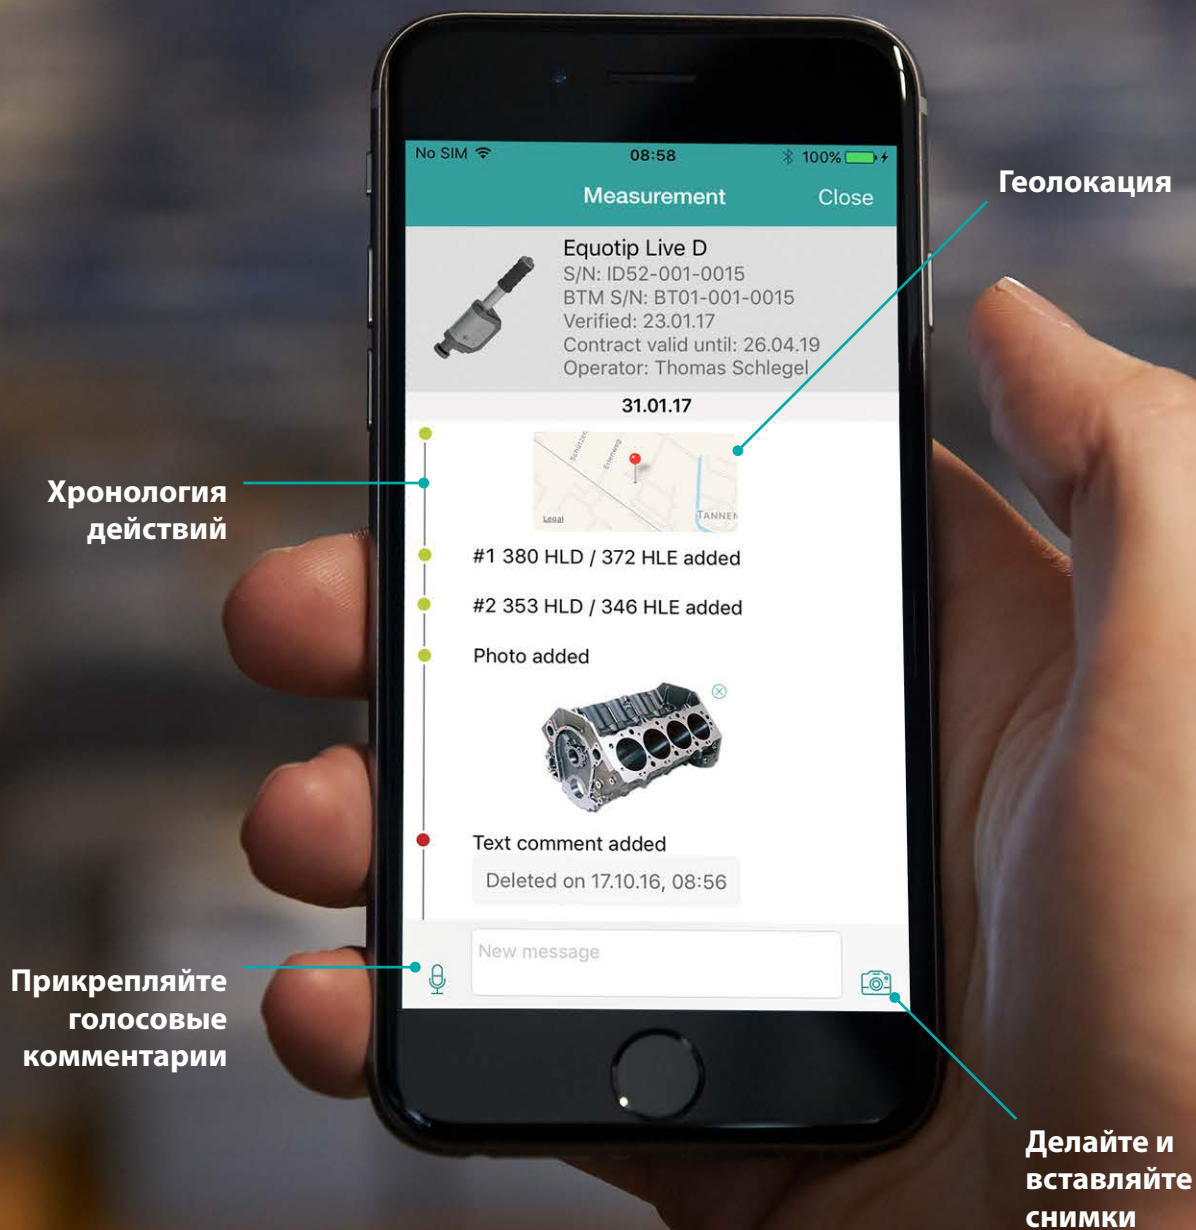 No SIM 08:58 100%
Measurement Close
Геолокация
Equotip Live D
S/N: ID52-001-0015
BTM S/N: BT01-001-0015
Verified: 23.01.17
Contract valid until: 26.04.19
Operator: Thomas Schlegel
31.01.17
Schützen
Erlenweg
Legal
TANNEN
Хронология
действий
#1 380 HLD / 372 HLE added
#2 353 HLD / 346 HLE added
Photo added
Text comment added
Deleted on 17.10.16, 08:56
New message
Прикрепляйте
голосовые
комментарии
Делайте и
вставляйте
снимки